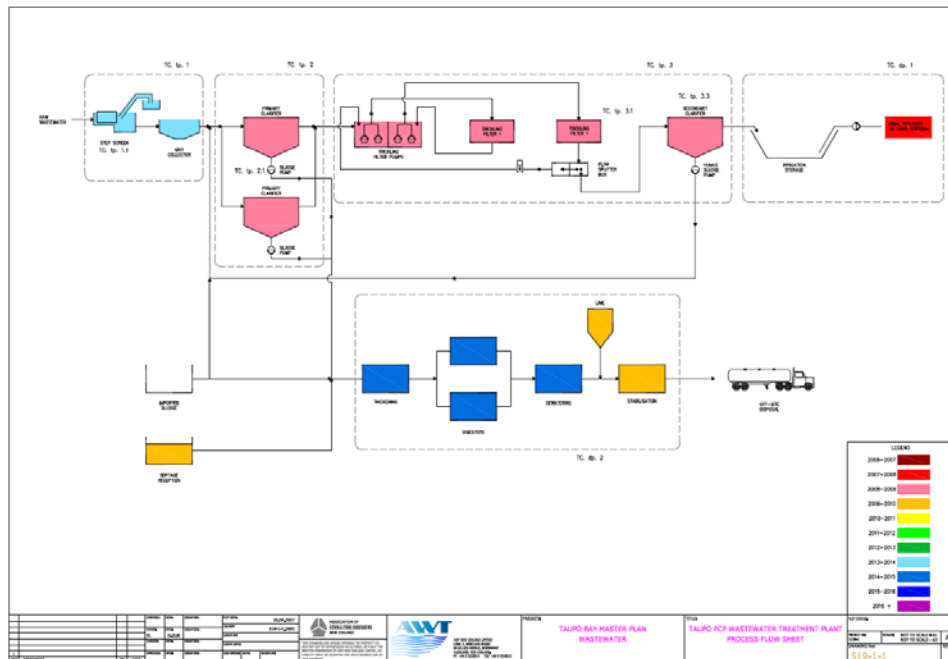 TC. tp. 1
TC. tp. 2
TC. tp. 3
TC. dp. 1
RAW
WASTEWATER
STEP SCREEN
TC. tp. 1.1
GRIT
COLLECTOR
PRIMARY
CLARIFIER
SLUDGE
PUMP
TC. tp. 2.1
PRIMARY
CLARIFIER
SLUDGE
PUMP
TRICKLING
FILTER PUMPS
TRICKLING
FILTER 1
TRICKLING
FILTER 1
TC. tp. 3.1
FLOW
SPLITTER
BOX
TC. tp. 3.3
SECONDARY
CLARIFIER
HUMUS
SLUDGE
PUMP
IRRIGATION
STORAGE
IMPORTED
SLUDGE
SEPTAGE
RECEPTION
THICKENING
DIGESTERS
DEWATERING
LIME
STABILISATION
TC. dp. 2
OFF-SITE
DISPOSAL
LEGEND
2006-2007
2007-2008
2008-2009
2009-2010
2010-2011
2011-2012
2012-2013
2013-2014
2014-2015
2015-2016
2016 +
ASSOCIATION OF
CONSULTING ENGINEERS
NEW ZEALAND
AWT
TAUPO BAY MASTER PLAN
WASTEWATER
TAUPO PCP WASTEWATER TREATMENT PLANT
PROCESS FLOW SHEET
NOT TO SCALE
S19-1-1